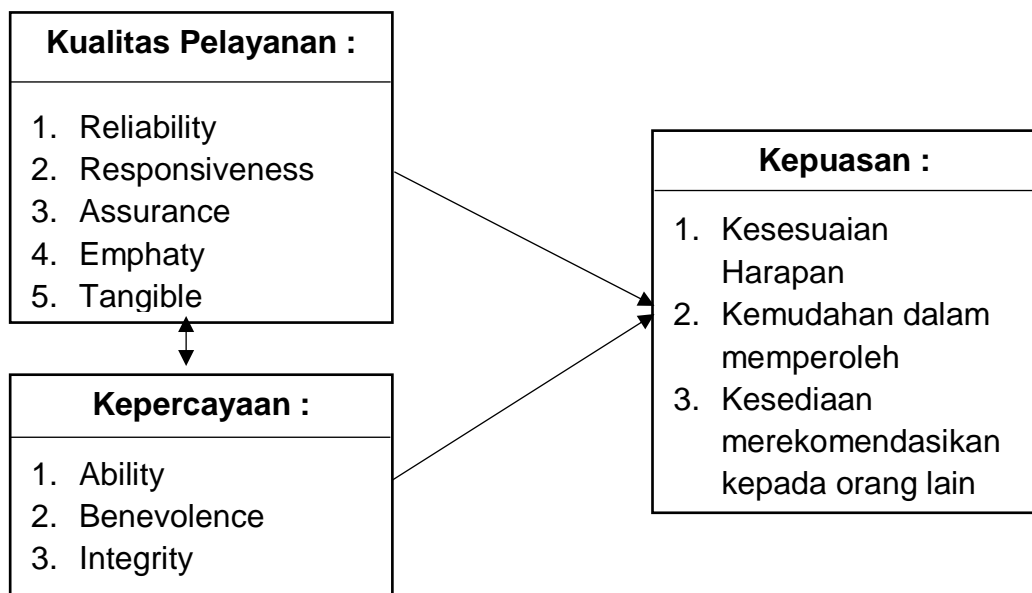 Kualitas Pelayanan :
1. Reliability
2. Responsiveness
3. Assurance
4. Emphaty
5. Tangible
Kepercayaan :
1. Ability
2. Benevolence
3. Integrity
Kepuasan :
1. Kesesuaian
Harapan
2. Kemudahan dalam
memperoleh
3. Kesediaan
merekomendasikan
kepada orang lain